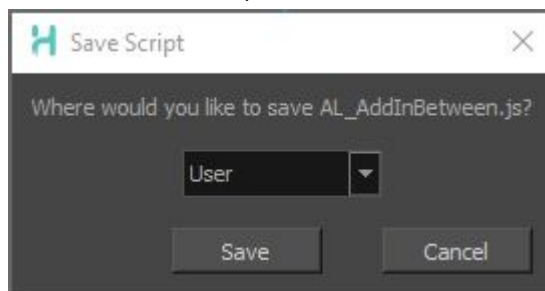 Save Script
Where would you like to save AL_AddInBetween.js?
User
Save Cancel